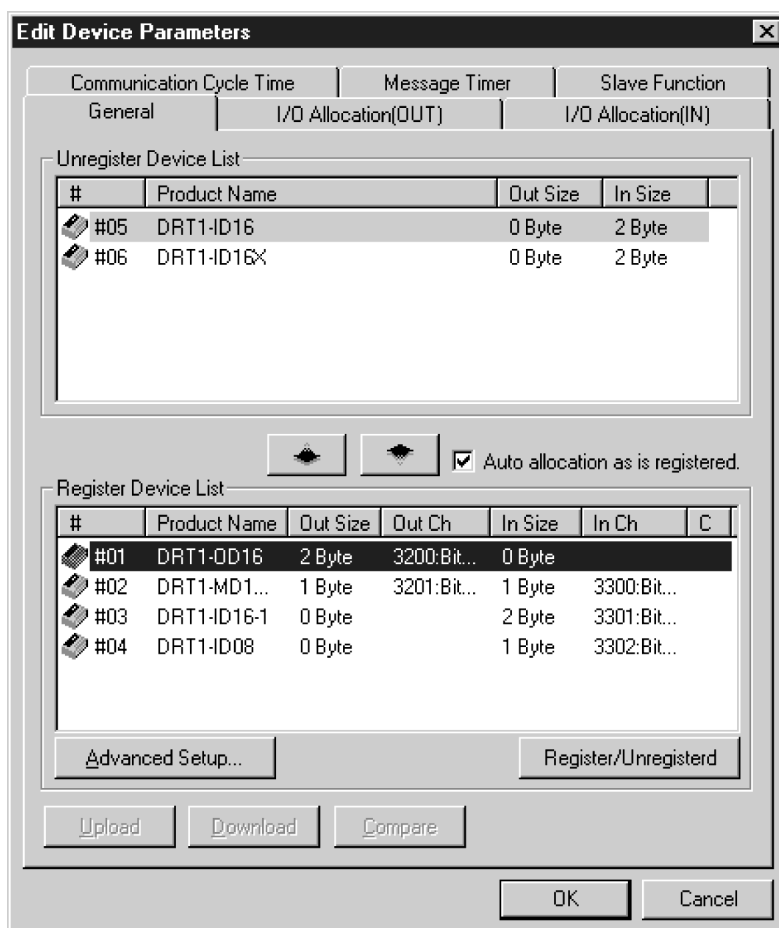 Edit Device Parameters
Communication Cycle Time Message Timer Slave Function
General I/O Allocation(OUT) I/O Allocation(IN)
Unregister Device List
# Product Name Out Size In Size
#05 DRT1-ID16 0 Byte 2 Byte
#06 DRT1-ID16X 0 Byte 2 Byte
Auto allocation as is registered.
Register Device List
# Product Name Out Size Out Ch In Size In Ch C
#01 DRT1-OD16 2 Byte 3200:Bit... 0 Byte
#02 DRT1-MD1... 1 Byte 3201:Bit... 1 Byte 3300:Bit...
#03 DRT1-ID16-1 0 Byte 2 Byte 3301:Bit...
#04 DRT1-ID08 0 Byte 1 Byte 3302:Bit...
Advanced Setup... Register/Unregisterd
Upload Download Compare
OK Cancel